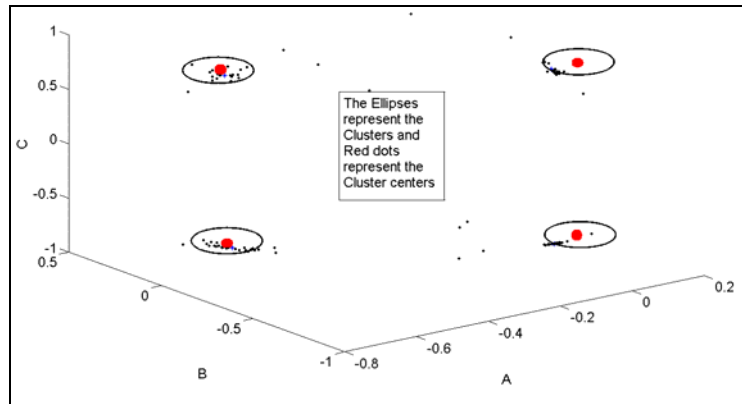 1
0.5
0
-0.5
-1
C
The Ellipses
represent the
Clusters and
Red dots
represent the
Cluster centers
0.5
0
-0.5
-1
B
-0.8
-0.6
-0.4
-0.2
0
0.2
A